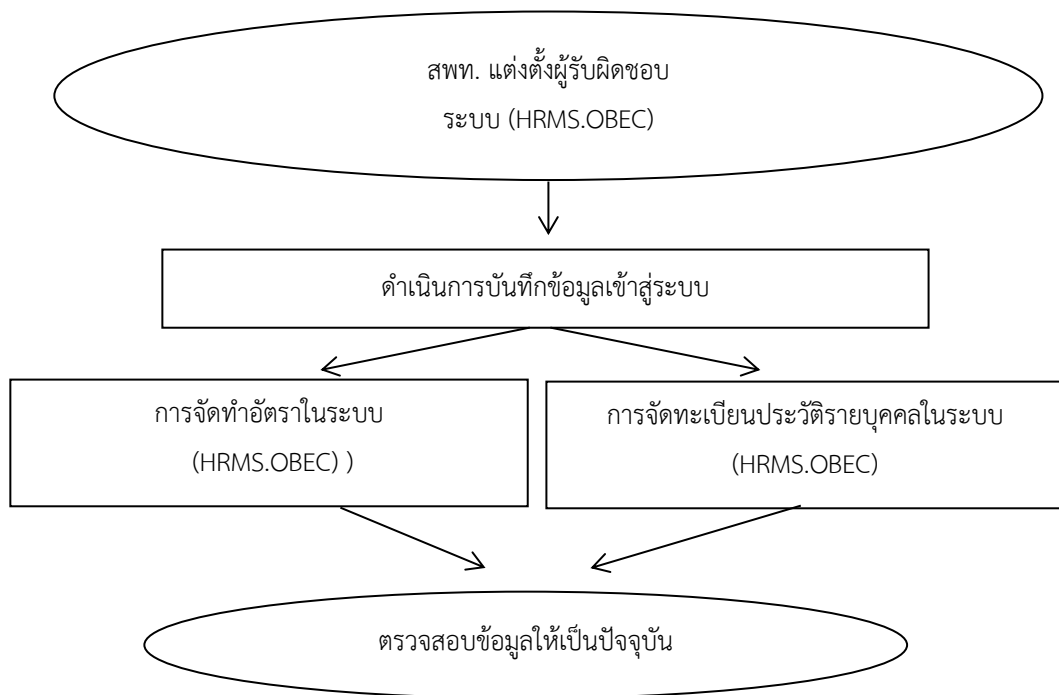 สพท. แต่งตั้งผู้รับผิดชอบ
ระบบ (HRMS.OBEC)
ดำเนินการบันทึกข้อมูลเข้าสู่ระบบ
การจัดทำอัตราในระบบ
(HRMS.OBEC) )
การจัดทะเบียนประวัติรายบุคคลในระบบ
(HRMS.OBEC)
ตรวจสอบข้อมูลให้เป็นปัจจุบัน